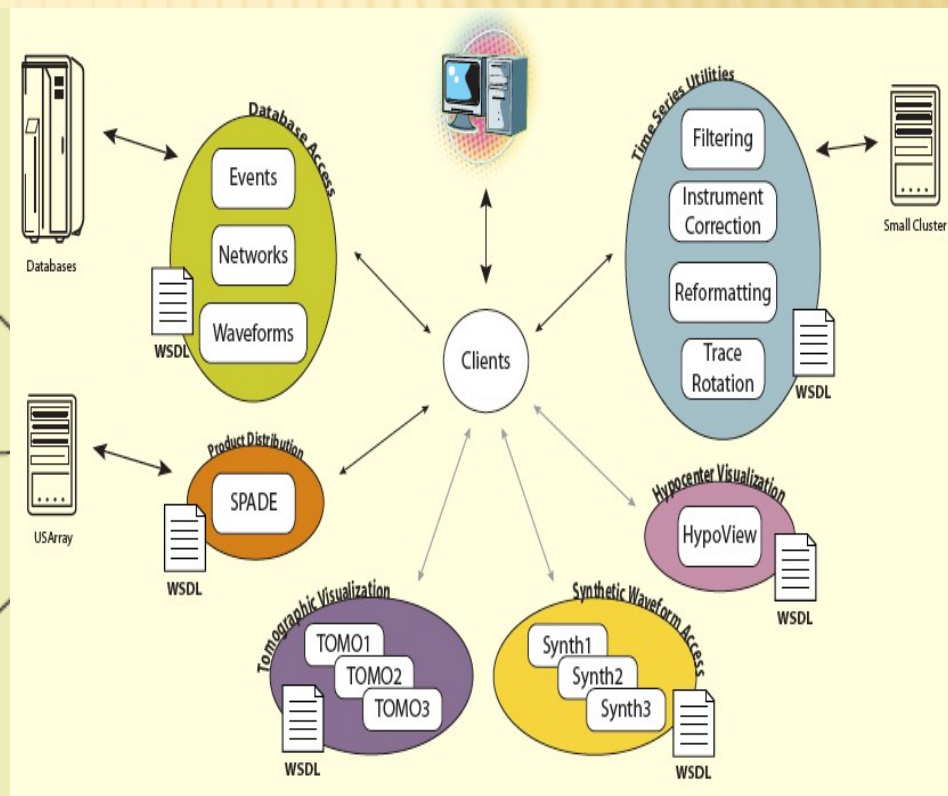 Database Access
Events
Networks
Waveforms
WSDL
Databases
Time Series Utilities
Filtering
Instrument
Correction
Reformatting
Trace
Rotation
WSDL
Small Cluster
Clients
Product Distribution
SPADE
WSDL
USArray
Hypocenter Visualization
HypoView
WSDL
Tomographic Visualization
TOMO1
TOMO2
TOMO3
WSDL
Synthetic Waveform Access
Synth1
Synth2
Synth3
WSDL